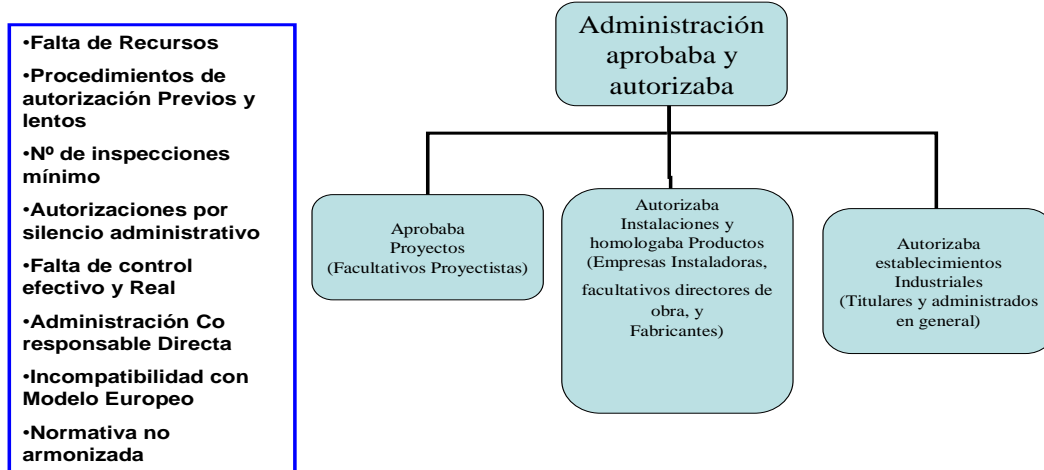 •Falta de Recursos
•Procedimientos de
autorización Previos y
lentos
•Nº de inspecciones
mínimo
•Autorizaciones por
silencio administrativo
•Falta de control
efectivo y Real
•Administración Co
responsable Directa
•Incompatibilidad con
Modelo Europeo
•Normativa no
armonizada
Administración
aprobaba y
autorizaba
Aprobaba
Proyectos
(Facultativos Proyectistas)
Autorizaba
Instalaciones y
homologaba Productos
(Empresas Instaladoras,
facultativos directores de
obra, y
Fabricantes)
Autorizaba
establecimientos
Industriales
(Titulares y administrados
en general)